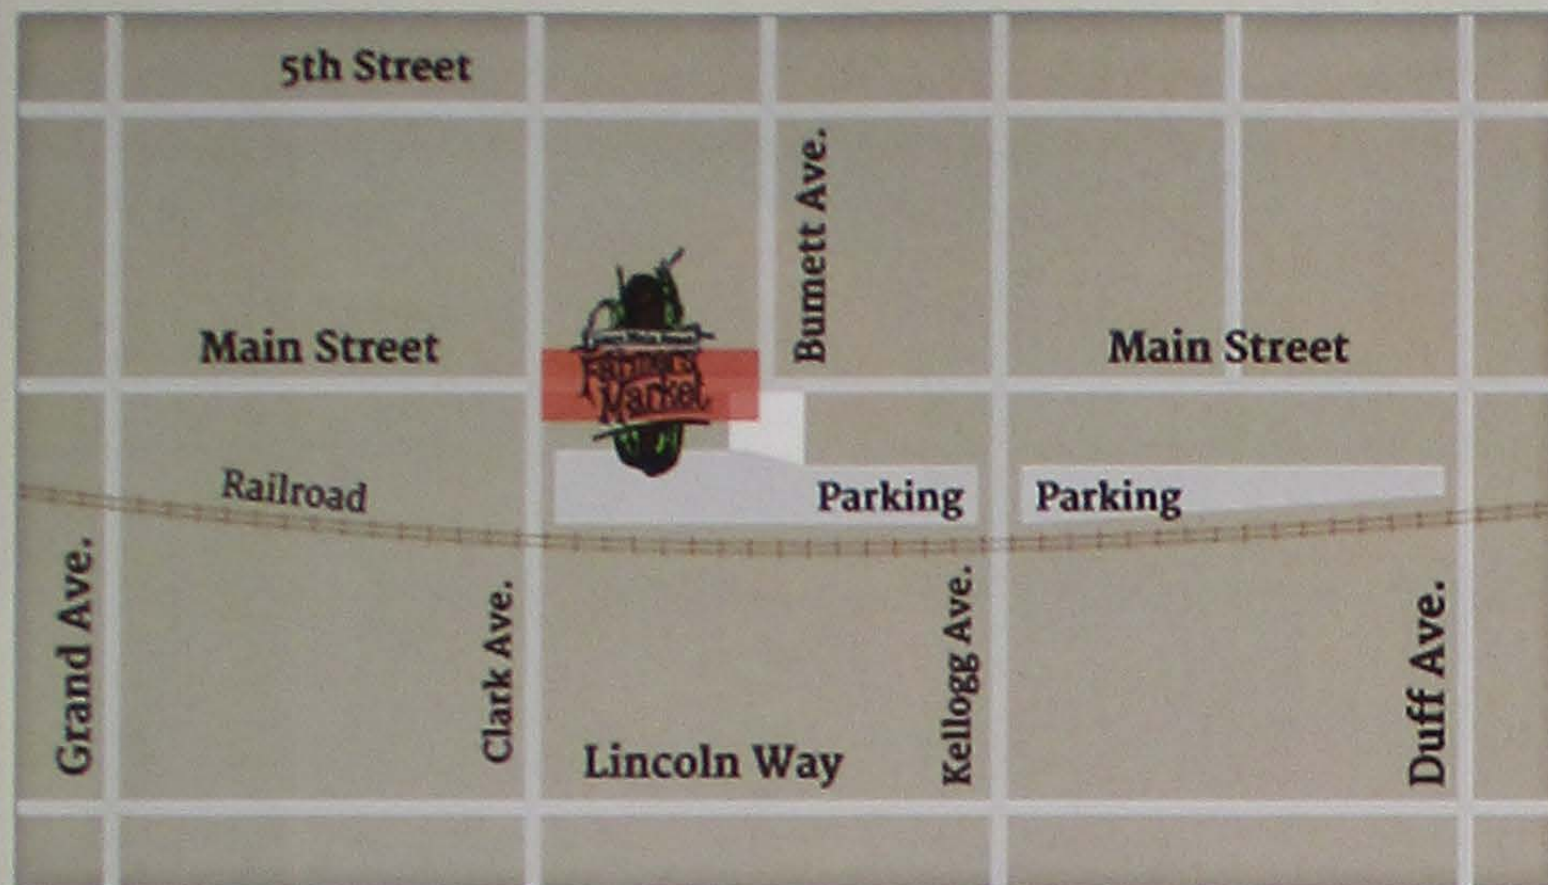 5th Street
Burnett Ave.
Main Street
Main Street
Farmers
Market
Railroad
Parking
Parking
Grand Ave.
Clark Ave.
Kellogg Ave.
Duff Ave.
Lincoln Way